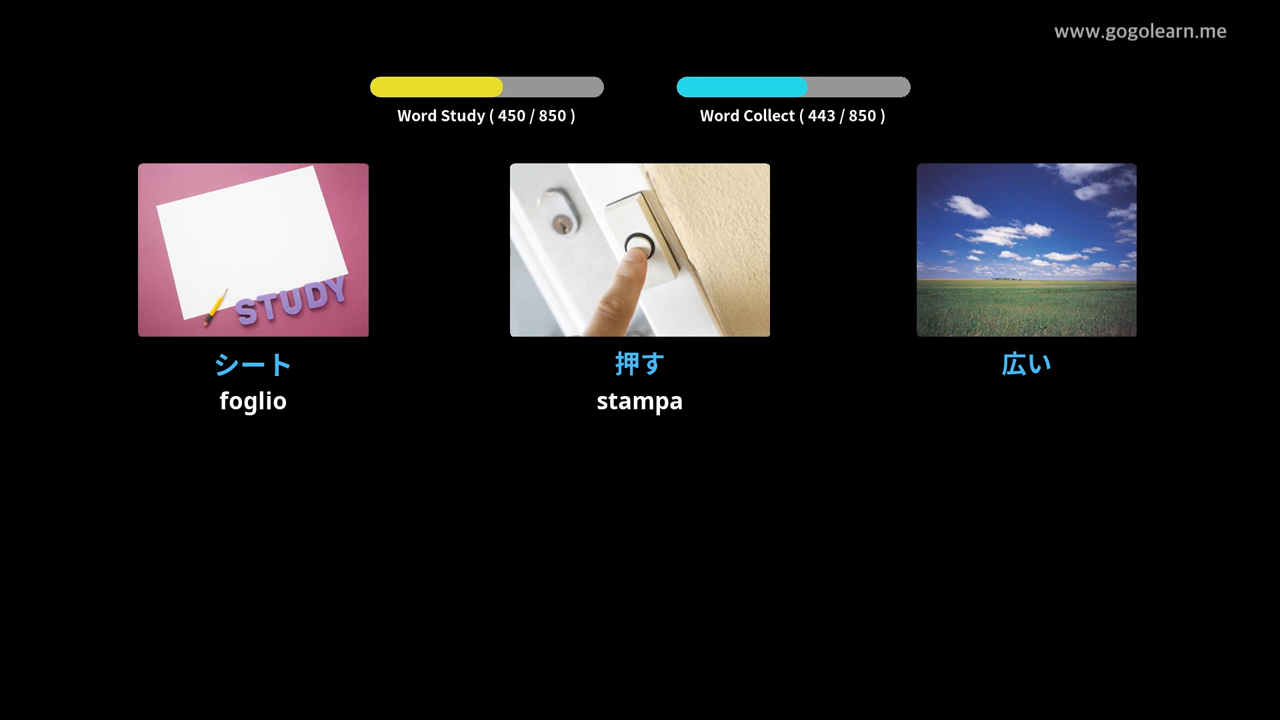 www.gogolearn.me
Word Study ( 450 / 850 )
Word Collect ( 443 / 850 )
STUDY
シート
押す
広い
foglio
stampa